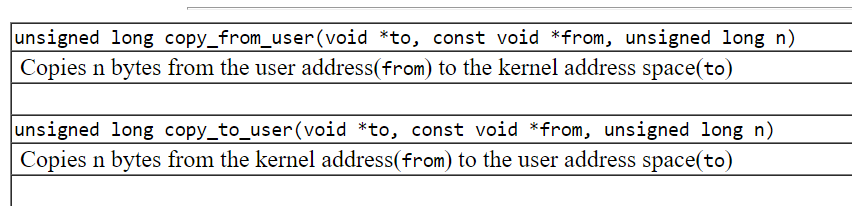 unsigned long copy_from_user(void *to, const void *from, unsigned long n)
Copies n bytes from the user address(from) to the kernel address space(to)
unsigned long copy_to_user(void *to, const void *from, unsigned long n)
Copies n bytes from the kernel address(from) to the user address space(to)